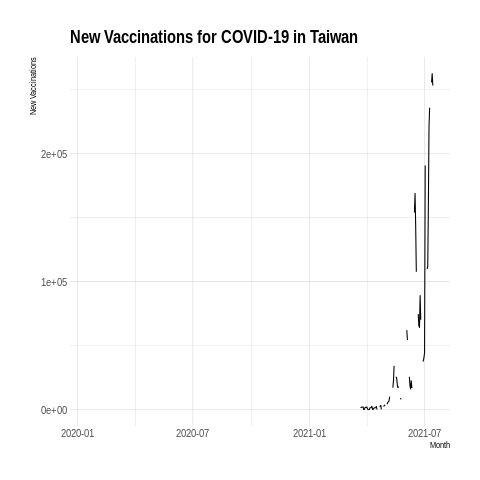 New Vaccinations for COVID-19 in Taiwan
New Vaccinations
2e+05
1e+05
0e+00
2020-01 2020-07 2021-01 2021-07
Month